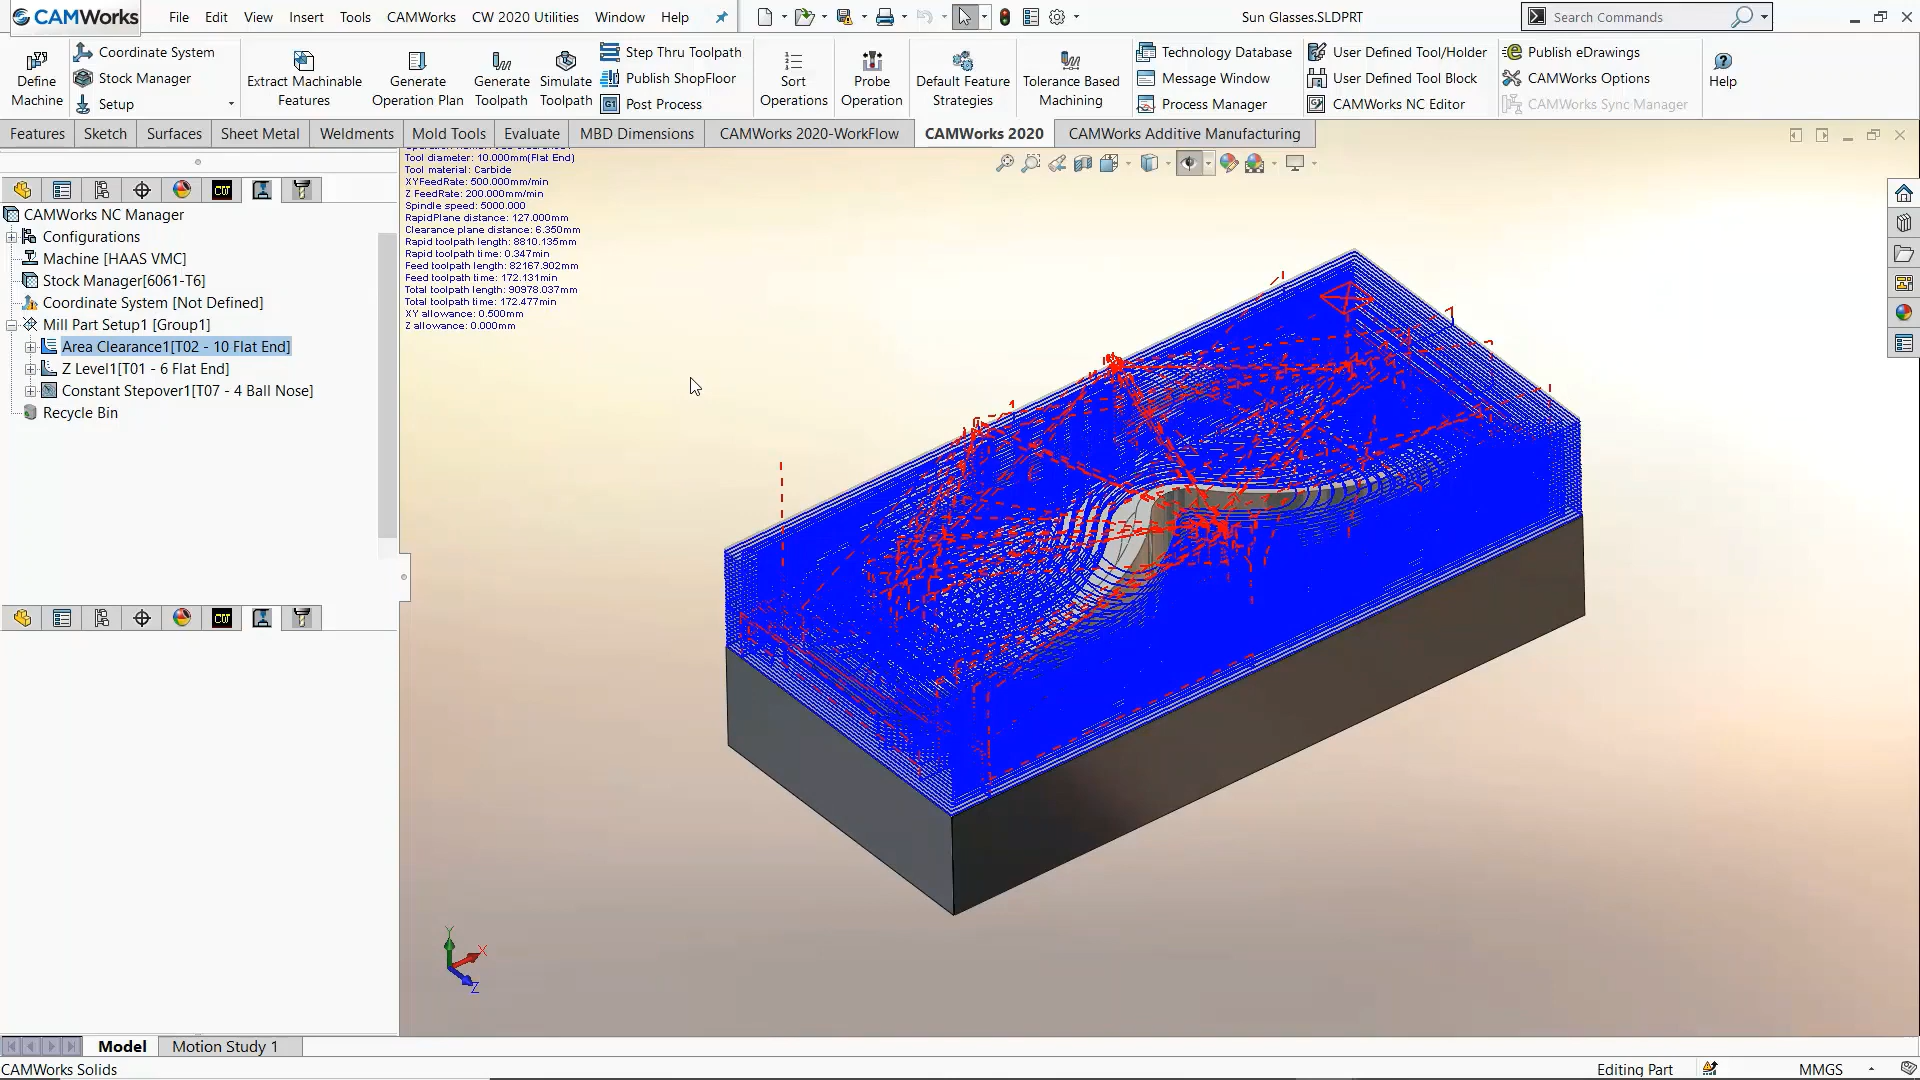 CAMWorks File Edit View Insert Tools CAMWorks CW 2020 Utilities Window Help Sun Glasses.SLDPRT Search Commands
Define Machine
Coordinate System
Stock Manager
Setup
Extract Machinable Features
Generate Operation Plan
Generate Toolpath
Simulate Toolpath
Step Thru Toolpath
Publish ShopFloor
G1 Post Process
Sort Operations
Probe Operation
Default Feature Strategies
Tolerance Based Machining
Technology Database
Message Window
Process Manager
User Defined Tool/Holder
User Defined Tool Block
CAMWorks NC Editor
Publish eDrawings
CAMWorks Options
CAMWorks Sync Manager
Help
Features Sketch Surfaces Sheet Metal Weldments Mold Tools Evaluate MBD Dimensions CAMWorks 2020-WorkFlow CAMWorks 2020 CAMWorks Additive Manufacturing
CW
CAMWorks NC Manager
Configurations
Machine [HAAS VMC]
Stock Manager[6061-T6]
Coordinate System [Not Defined]
Mill Part Setup1 [Group1]
Area Clearance1[T02 - 10 Flat End]
Z Level1[T01 - 6 Flat End]
Constant Stepover1[T07 - 4 Ball Nose]
Recycle Bin
CW
Tool diameter: 10.000mm(Flat End)
Tool material: Carbide
XYFeedRate: 500.000mm/min
Z FeedRate: 200.000mm/min
Spindle speed: 5000.000
RapidPlane distance: 127.000mm
Clearance plane distance: 6.350mm
Rapid toolpath length: 8810.135mm
Rapid toolpath time: 0.347min
Feed toolpath length: 82167.902mm
Feed toolpath time: 172.131min
Total toolpath length: 90978.037mm
Total toolpath time: 172.477min
XY allowance: 0.500mm
Z allowance: 0.000mm
Y
X
Z
Model Motion Study 1
CAMWorks Solids Editing Part MMGS